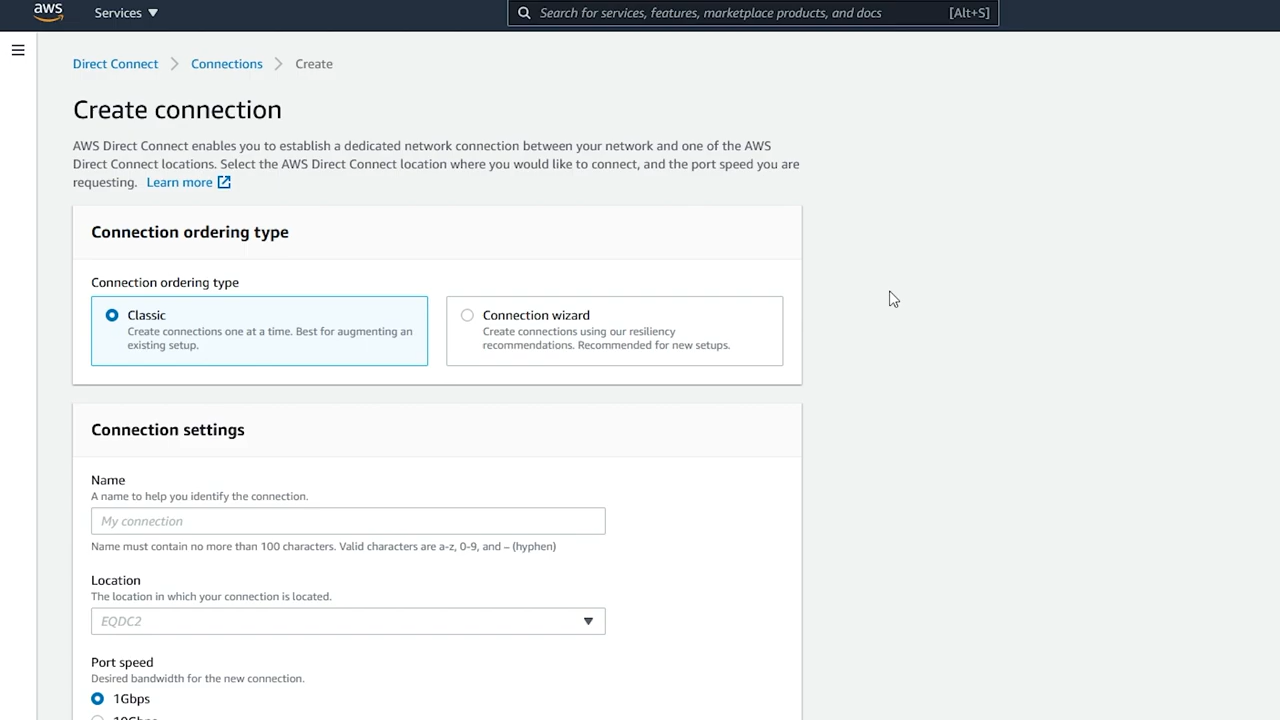 aws Services ▼ Search for services, features, marketplace products, and docs [Alt+S]
Direct Connect > Connections > Create
Create connection
AWS Direct Connect enables you to establish a dedicated network connection between your network and one of the AWS
Direct Connect locations. Select the AWS Direct Connect location where you would like to connect, and the port speed you are
requesting. Learn more
Connection ordering type
Connection ordering type
Classic
Create connections one at a time. Best for augmenting an
existing setup.
Connection wizard
Create connections using our resiliency
recommendations. Recommended for new setups.
Connection settings
Name
A name to help you identify the connection.
My connection
Name must contain no more than 100 characters. Valid characters are a-z, 0-9, and – (hyphen)
Location
The location in which your connection is located.
EQDC2
Port speed
Desired bandwidth for the new connection.
1Gbps